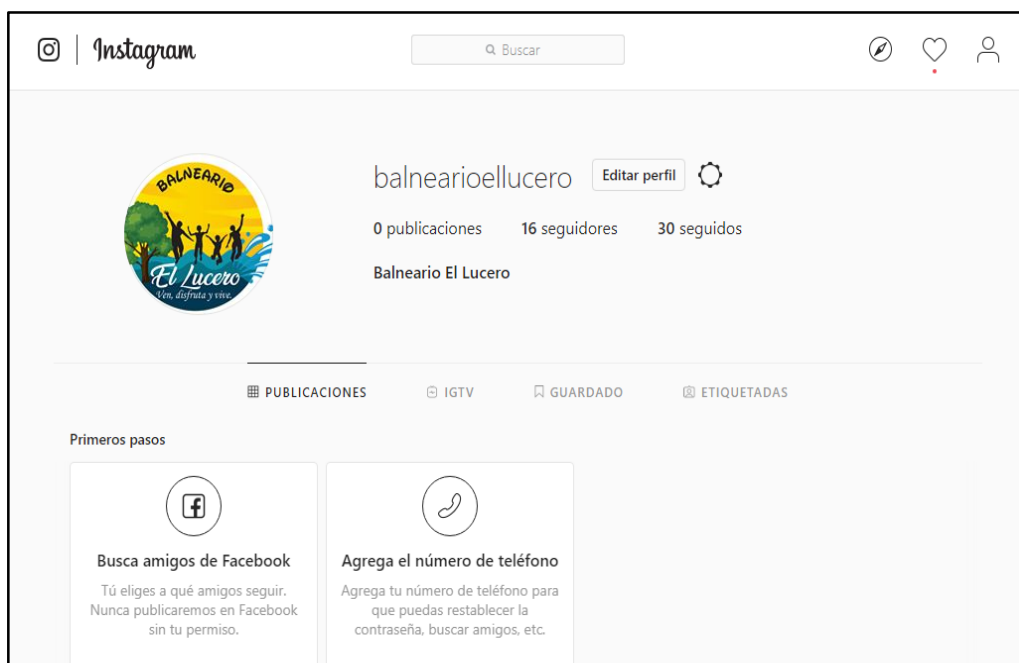 Instagram
Buscar
BALNEARIO
El Lucero
Ven, disfruta y vive.
balnearioellucero
Editar perfil
0 publicaciones 16 seguidores 30 seguidos
Balneario El Lucero
PUBLICACIONES IGTV GUARDADO ETIQUETADAS
Primeros pasos
Busca amigos de Facebook
Tú eliges a qué amigos seguir.
Nunca publicaremos en Facebook
sin tu permiso.
Agrega el número de teléfono
Agrega tu número de teléfono para
que puedas restablecer la
contraseña, buscar amigos, etc.